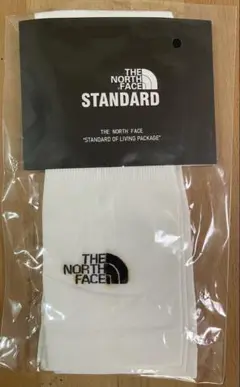 THE
NORTH
FACE
STANDARD
THE NORTH FACE
"STANDARD OF LIVING PACKAGE"
THE
NORTH
FACE